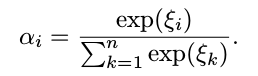 α_i = exp(ξ_i) / ∑_{k=1}^{n} exp(ξ_k).